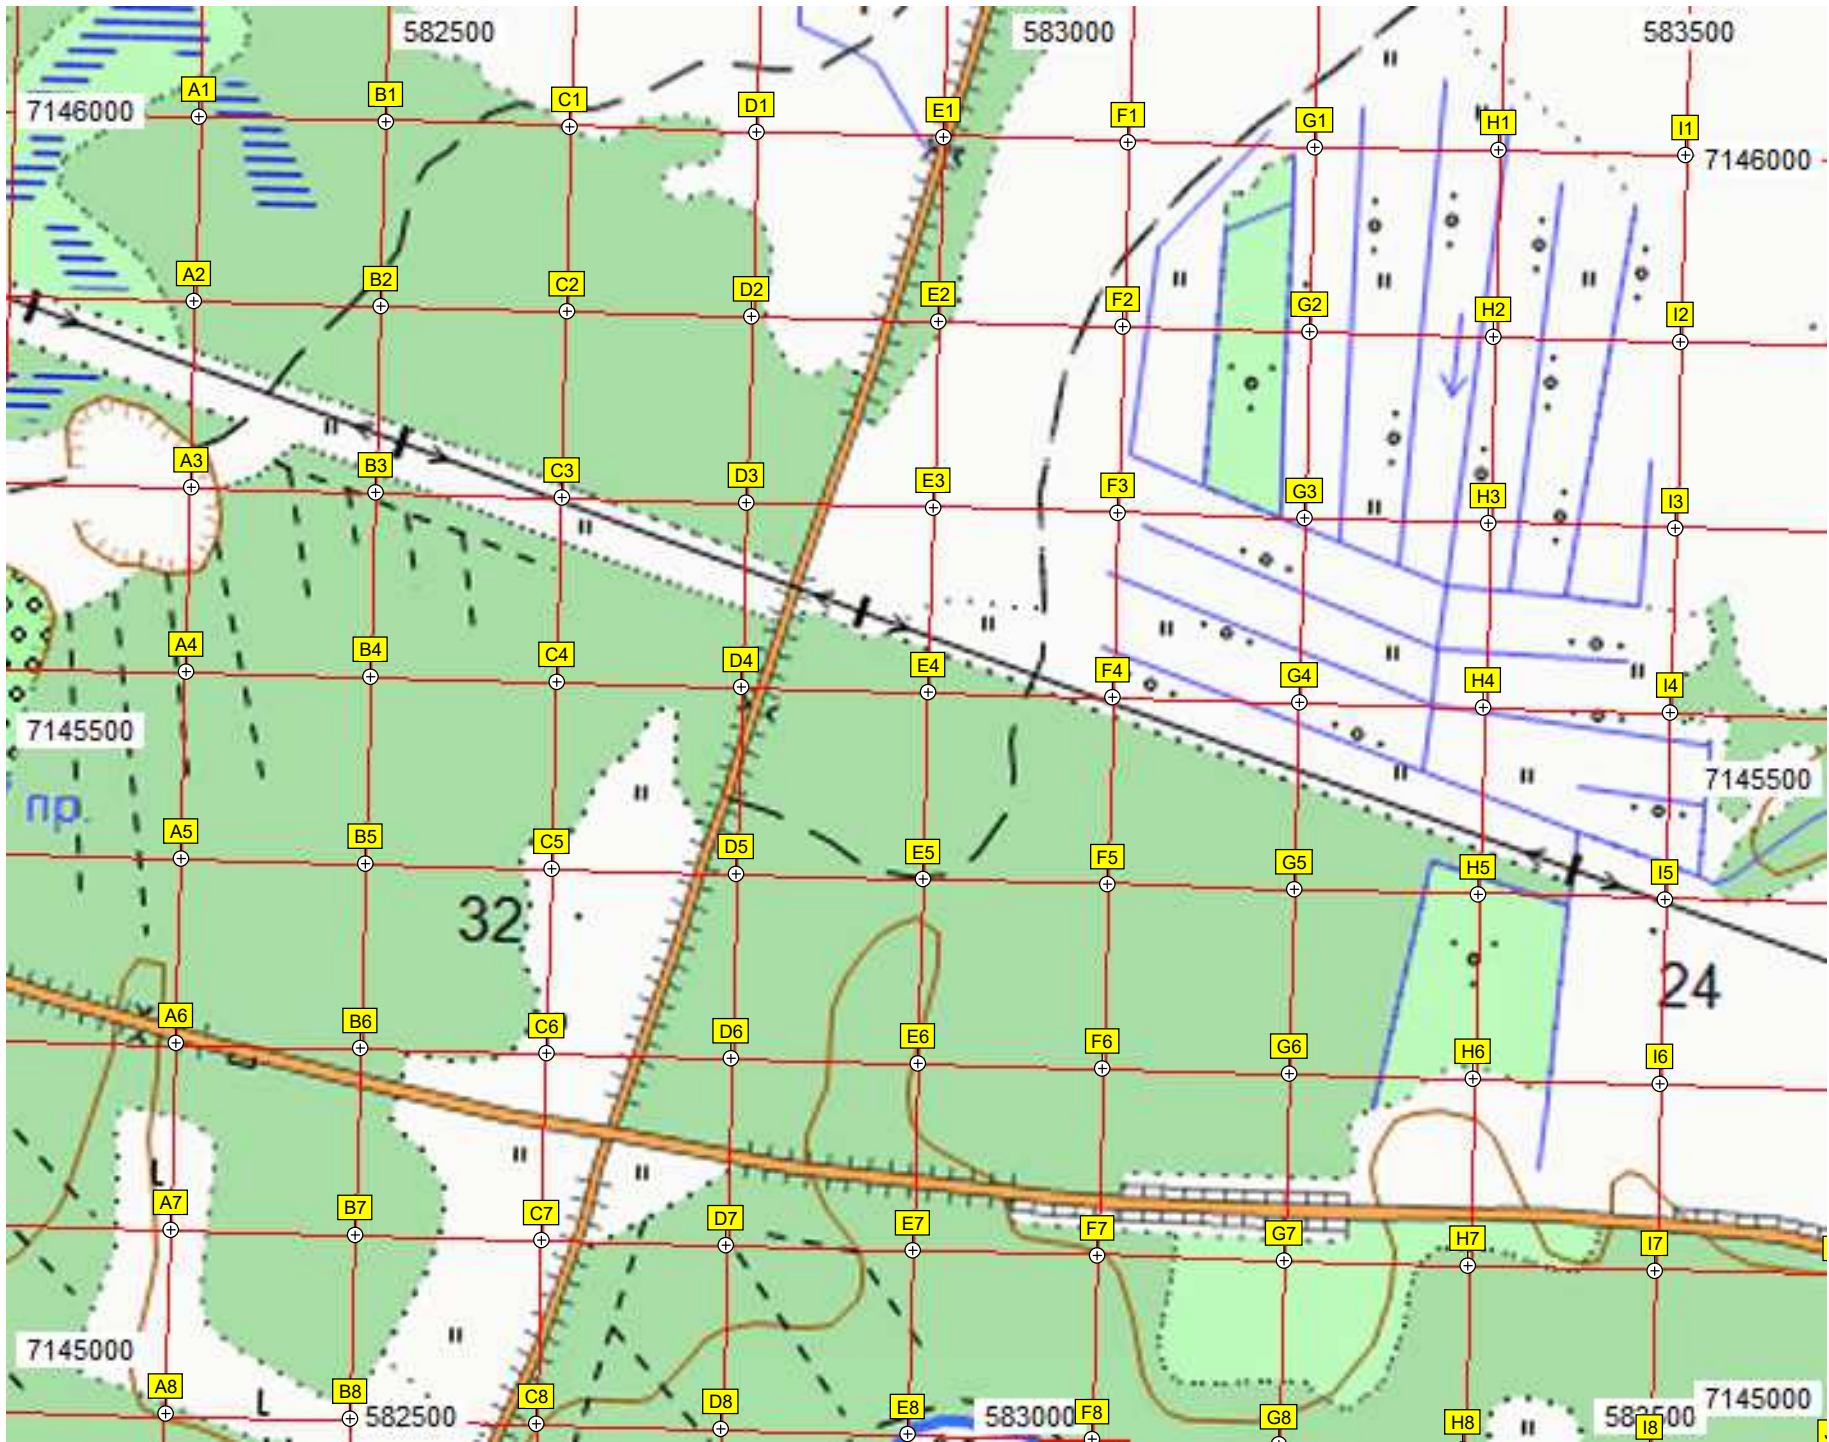 582500 583000 583500
7146000 A1 B1 C1 D1 E1 F1 G1 H1 I1 7146000
A2 B2 C2 D2 E2 F2 G2 H2 I2
A3 B3 C3 D3 E3 F3 G3 H3 I3
A4 B4 C4 D4 E4 F4 G4 H4 I4
7145500 7145500
пр.
A5 B5 C5 D5 E5 F5 G5 H5 I5
32
24
A6 B6 C6 D6 E6 F6 G6 H6 I6
A7 B7 C7 D7 E7 F7 G7 H7 I7
7145000 7145000
A8 B8 C8 D8 E8 F8 G8 H8 I8
582500 583000